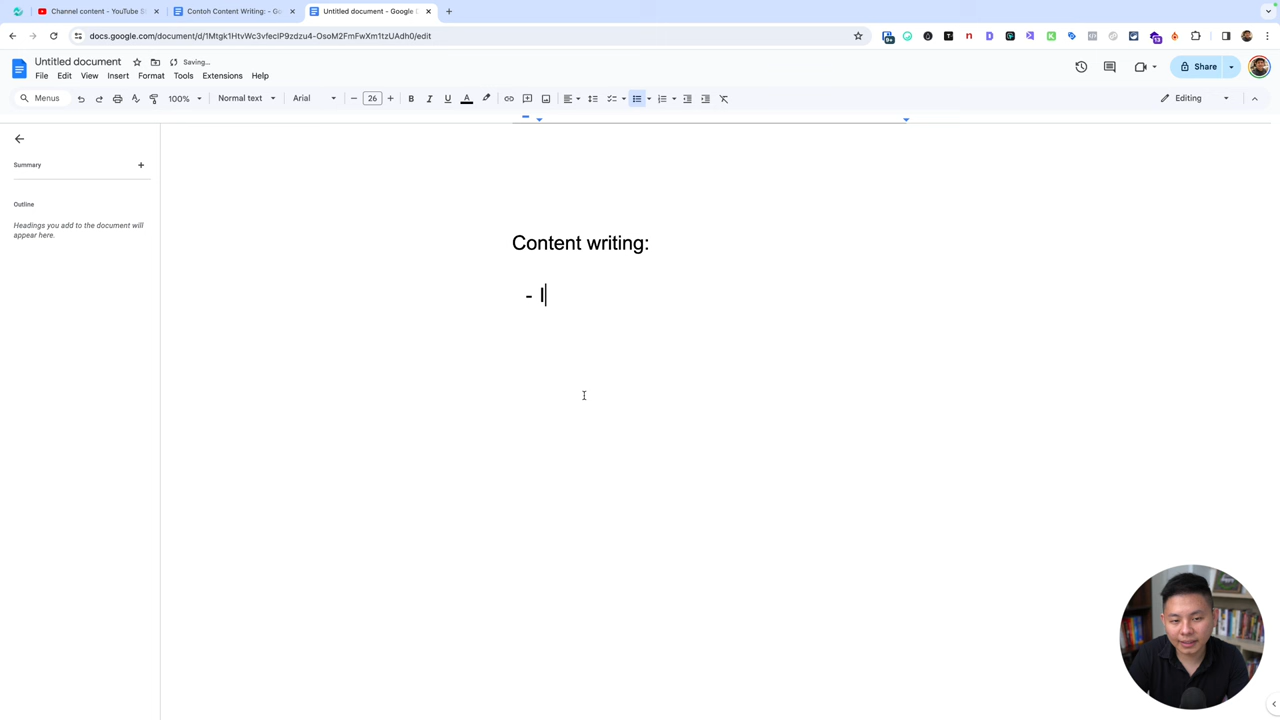 Channel content - YouTube S
Contoh Content Writing: - G
Untitled document - Google
docs.google.com/document/d/1Mtgk1HtvWc3vfecIP9zdzu4-OsoM2FmFwXm1tzUAdh0/edit
Untitled document
Saving...
File Edit View Insert Format Tools Extensions Help
Share
Menus
100%
Normal text
Arial
26
Editing
Summary
Outline
Headings you add to the document will
appear here.
Content writing:
- I